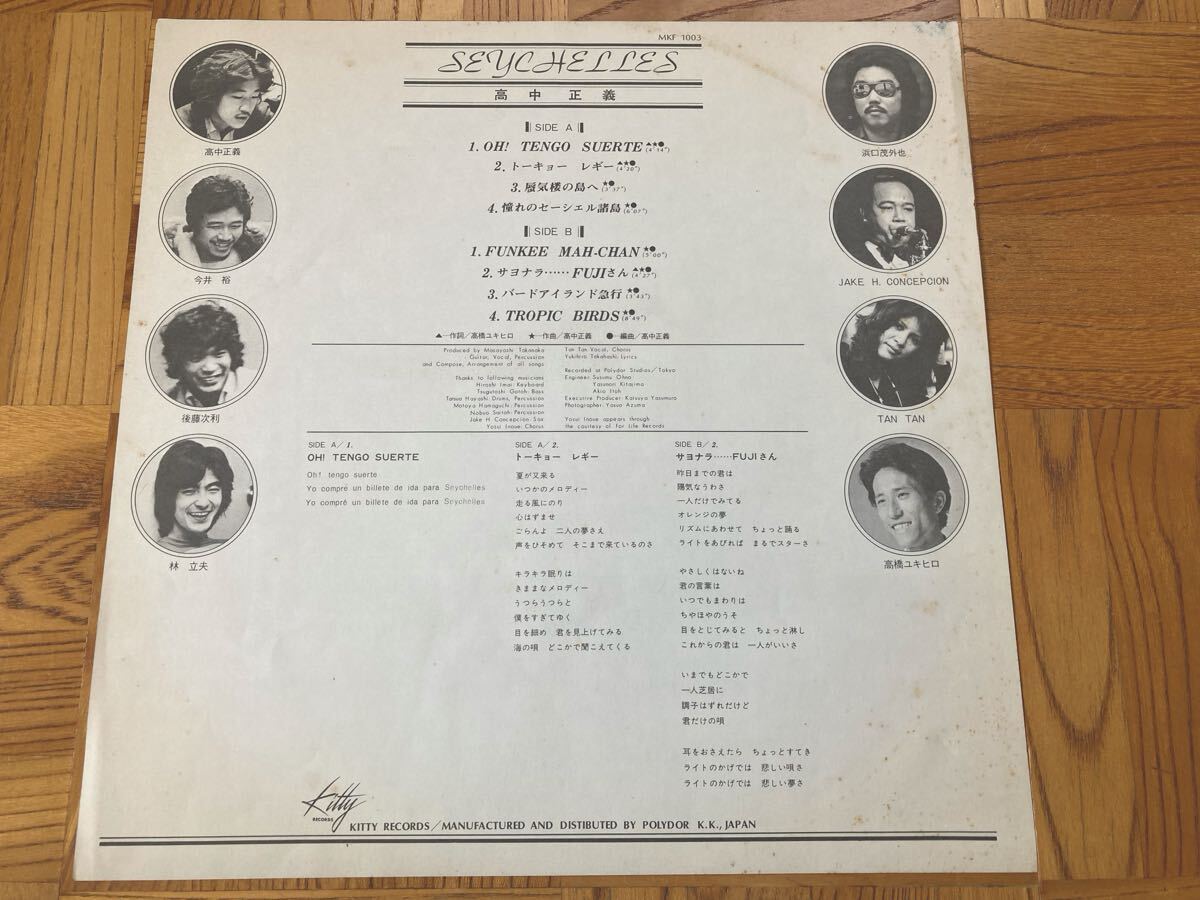 MKF 1003
SEYCHELLES
高中正義
SIDE A
1. OH! TENGO SUERTE ▲★●(4'14")
2. トーキョー レギー ▲★●(4'20")
3. 蜃気楼の島へ ★●(3'37")
4. 憧れのセーシェル諸島 ★●(6'07")
SIDE B
1. FUNKEE MAH-CHAN ★●(5'00")
2. サヨナラ……FUJIさん ▲★●(4'27")
3. バードアイランド急行 ★●(3'43")
4. TROPIC BIRDS ★●(8'49")
▲—作詞/高橋ユキヒロ ★—作曲/高中正義 ●—編曲/高中正義
高中正義
今井 裕
後藤次利
林 立夫
浜口茂外也
JAKE H. CONCEPCION
TAN TAN
高橋ユキヒロ
Produced by Masayoshi Takanaka
Guitar, Vocal, Percussion
and Compose, Arrangement of all songs
Thanks to following musicians
Hiroshi Imai: Keyboard
Tsugutoshi Gotoh: Bass
Tatsuo Hayashi: Drums, Percussion
Motoya Hamaguchi: Percussion
Nobuo Saitoh: Percussion
Jake H Concepcion: Sax
Yosui Inoue: Chorus
Tan Tan: Vocal, Chorus
Yukihiro Takahashi: Lyrics
Recorded at Polydor Studios/Tokyo
Engineer: Susumu Ohno
Yasunori Kitajima
Akio Itoh
Executive Producer: Katsuya Yasumuro
Photographer: Yasuo Azuma
Yosui Inoue appears through
the courtesy of For Life Records
SIDE A/1.
OH! TENGO SUERTE
Oh! tengo suerte
Yo compré un billete de ida para Seychelles
Yo compré un billete de ida para Seychelles
SIDE A/2.
トーキョー レギー
夏が又来る
いつかのメロディー
走る風にのり
心はずませ
ごらんよ 二人の夢さえ
声をひそめて そこまで来ているのさ
キラキラ眠りは
きままなメロディー
うつらうつらと
僕をすぎてゆく
目を細め 君を見上げてみる
海の唄 どこかで聞こえてくる
SIDE B/2.
サヨナラ……FUJIさん
昨日までの君は
陽気なうわさ
一人だけでみてる
オレンジの夢
リズムにあわせて ちょっと踊る
ライトをあびれば まるでスターさ
やさしくはないね
君の言葉は
いつでもまわりは
ちやほやのうそ
目をとじてみると ちょっと淋し
これからの君は 一人がいいさ
いまでもどこかで
一人芝居に
調子はずれだけど
君だけの唄
耳をおさえたら ちょっとすてき
ライトのかげでは 悲しい唄さ
ライトのかげでは 悲しい夢さ
Kitty
RECORDS
KITTY RECORDS/MANUFACTURED AND DISTIBUTED BY POLYDOR K.K., JAPAN